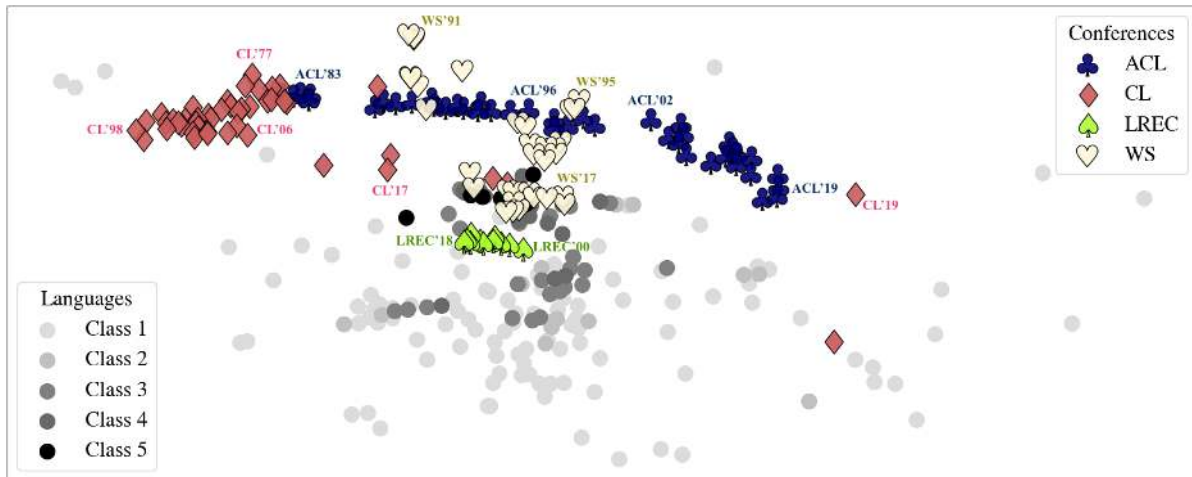 WS'91
CL'77
ACL'83
ACL'96
WS'95
ACL'02
CL'98
CL'06
CL'17
WS'17
ACL'19
CL'19
LREC'18
LREC'00
Conferences
ACL
CL
LREC
WS
Languages
Class 1
Class 2
Class 3
Class 4
Class 5